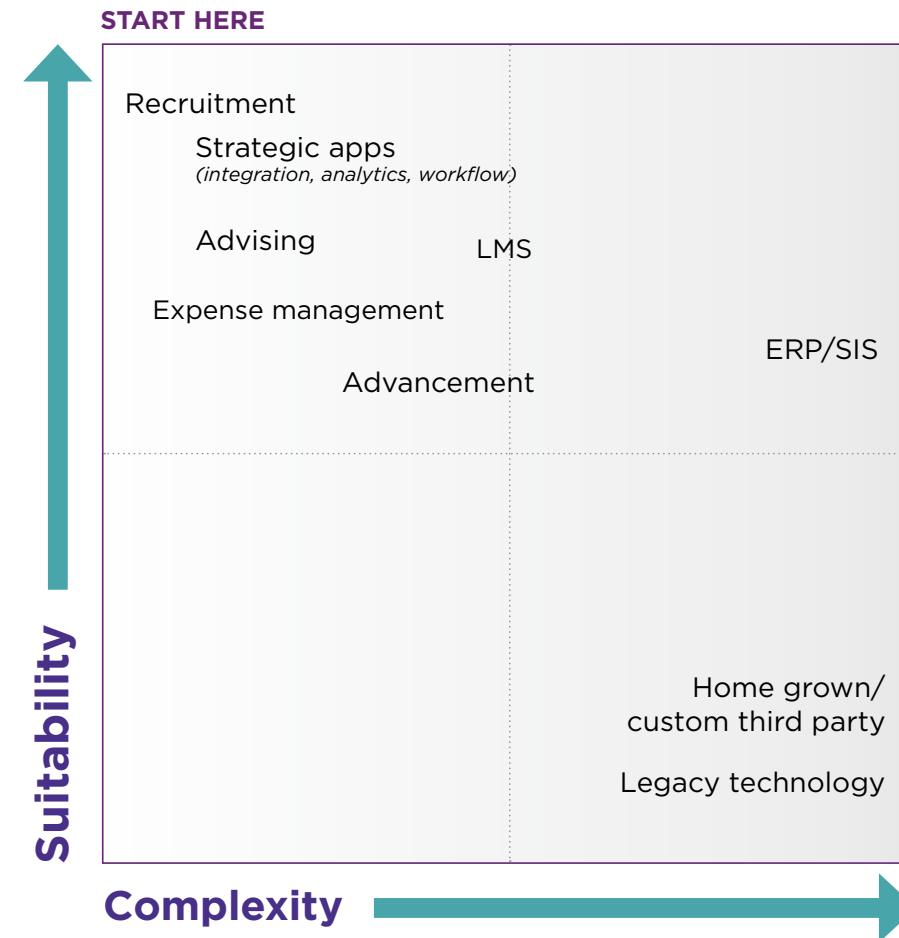 START HERE
Recruitment
Strategic apps
(integration, analytics, workflow)
Advising
LMS
Expense management
ERP/SIS
Advancement
Home grown/
custom third party
Legacy technology
Suitability
Complexity